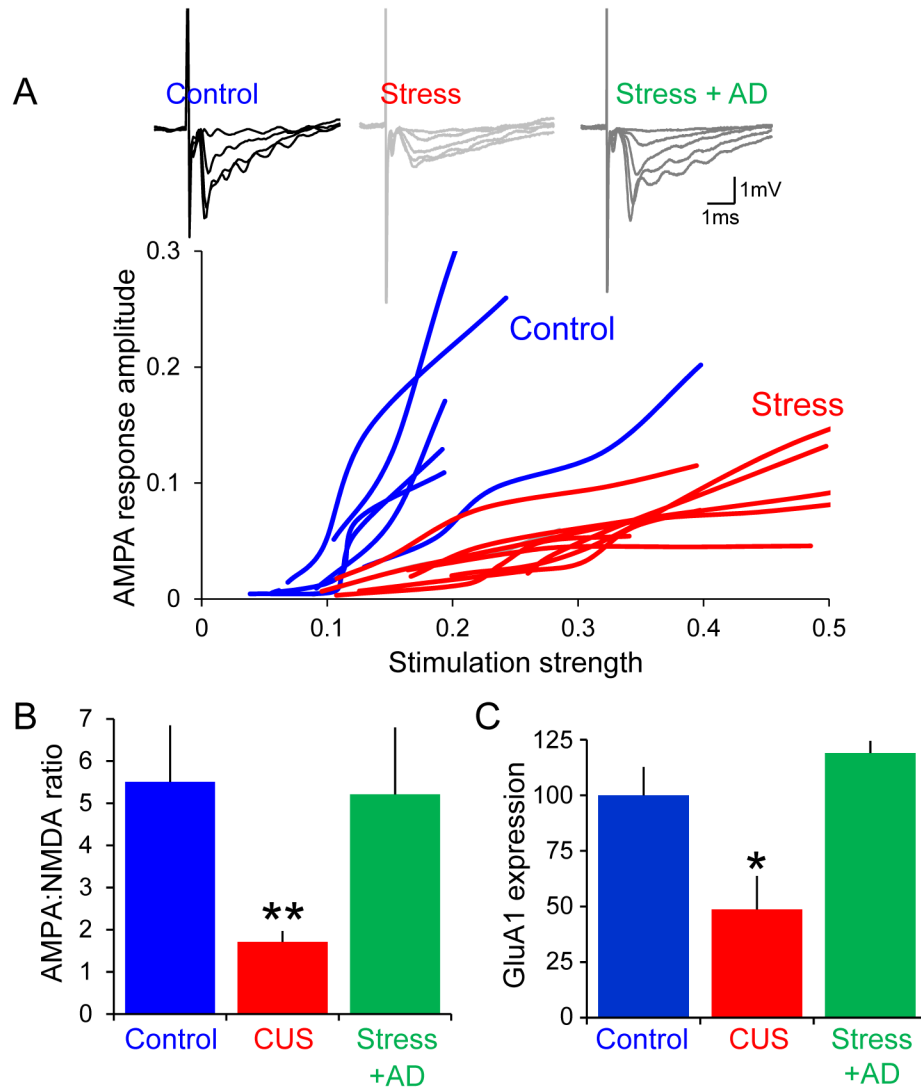 A
Control
Stress
Stress + AD
1mV
1ms
0.3
0.2
0.1
0
AMPA response amplitude
Control
Stress
0
0.1
0.2
0.3
0.4
0.5
Stimulation strength
B
7
6
5
4
3
2
1
0
AMPA:NMDA ratio
**
Control
CUS
Stress
+AD
C
125
100
75
50
25
0
GluA1 expression
*
Control
CUS
Stress
+AD